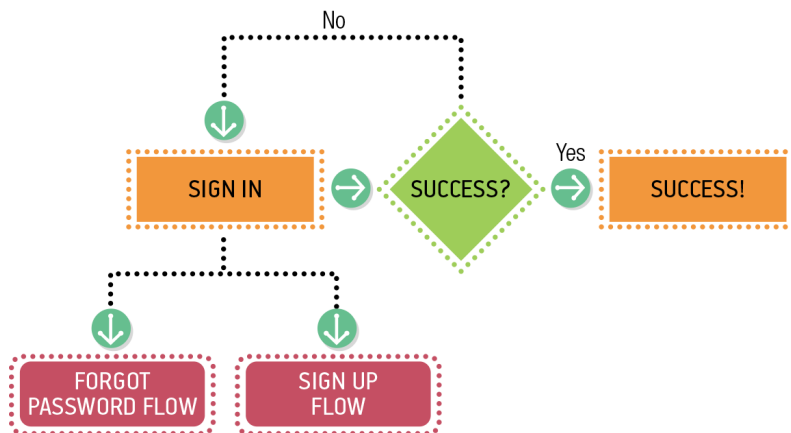 No
SIGN IN
SUCCESS?
Yes
SUCCESS!
FORGOT
PASSWORD FLOW
SIGN UP
FLOW